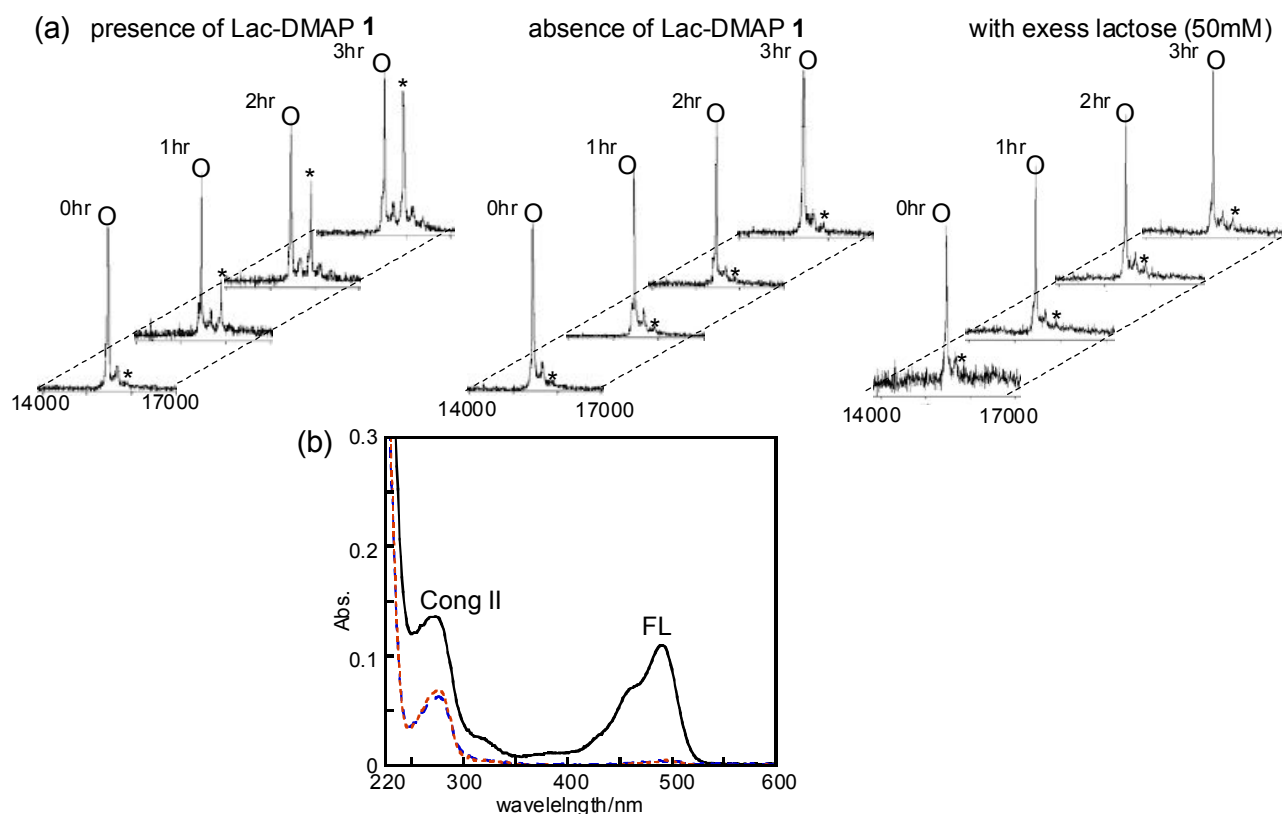 (a) presence of Lac-DMAP 1 absence of Lac-DMAP 1 with exess lactose (50mM)
3hr O *
2hr O *
1hr O *
0hr O *
14000 17000
3hr O *
2hr O *
1hr O *
0hr O *
14000 17000
3hr O *
2hr O *
1hr O *
0hr O *
14000 17000
(b)
0.3
0.2
0.1
0
Abs.
Cong II
FL
220 300 400 500 600
wavelelngth/nm